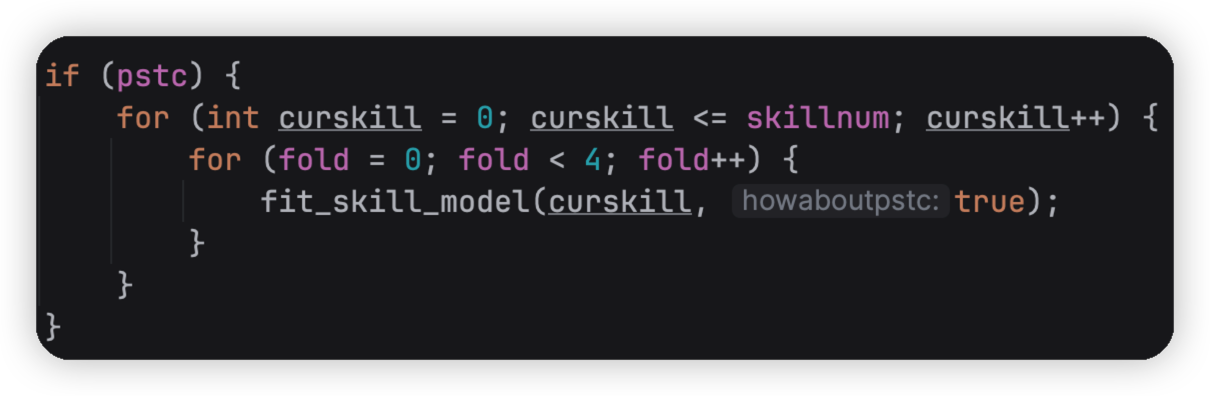 if (pstc) {
for (int curskill = 0; curskill <= skillnum; curskill++) {
for (fold = 0; fold < 4; fold++) {
fit_skill_model(curskill, howaboutpstc: true);
}
}
}